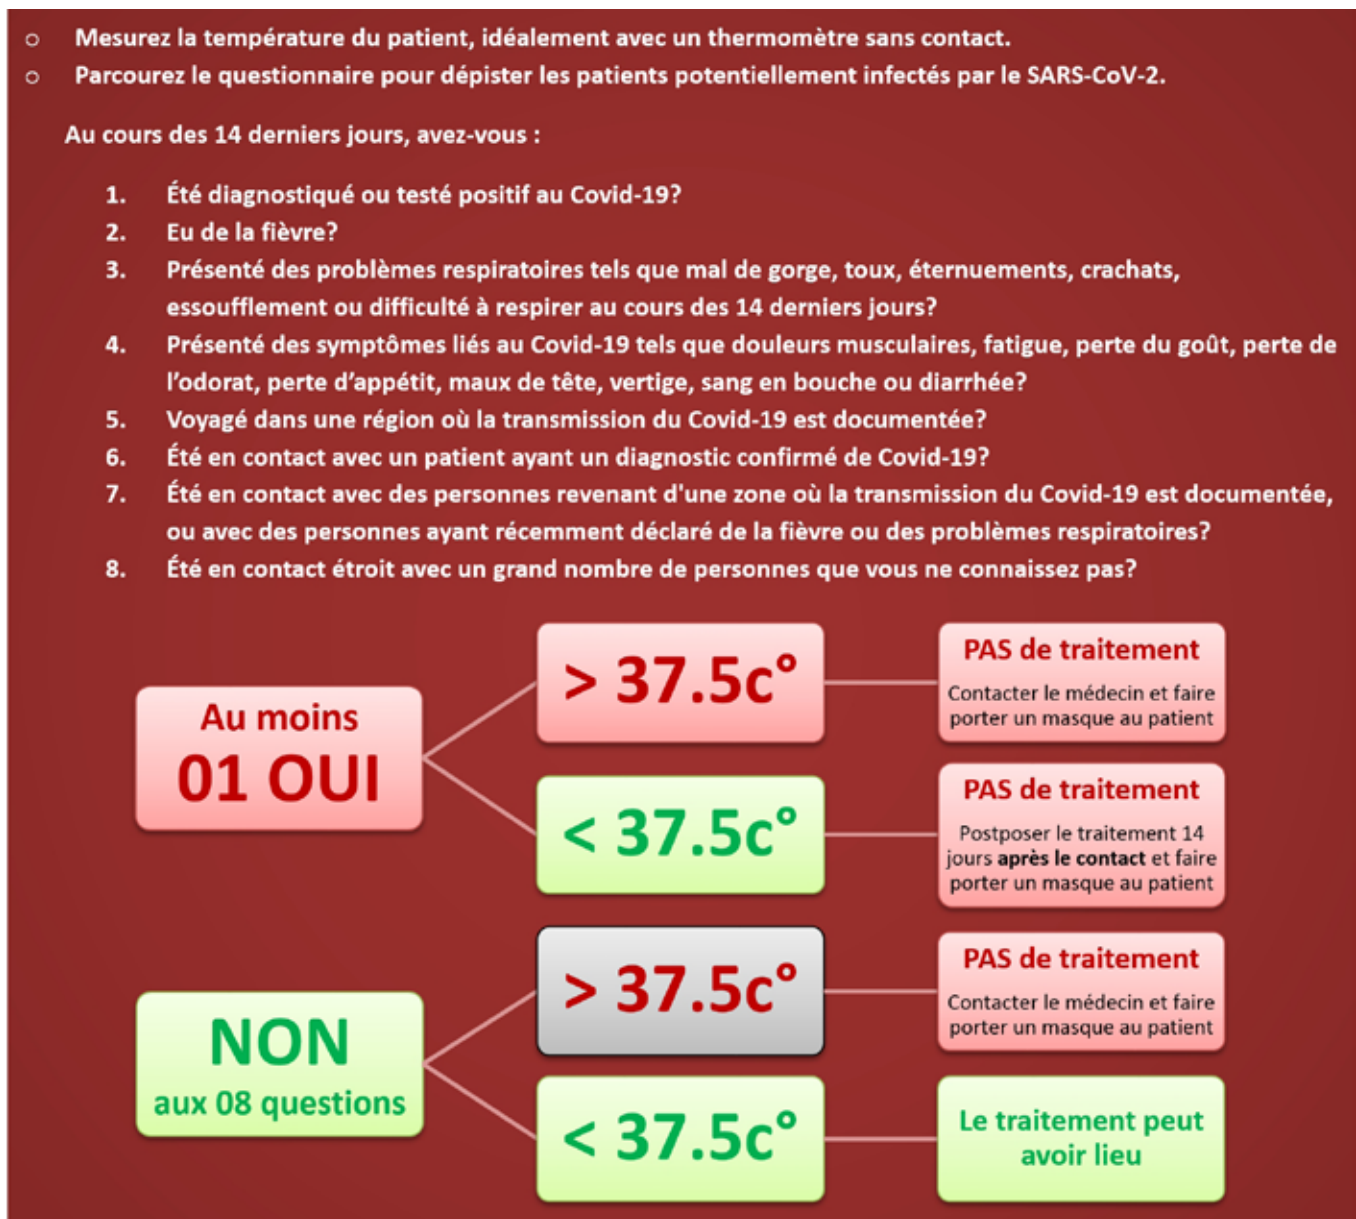 o Mesurez la température du patient, idéalement avec un thermomètre sans contact.
o Parcourez le questionnaire pour dépister les patients potentiellement infectés par le SARS-CoV-2.
Au cours des 14 derniers jours, avez-vous :
1. Été diagnostiqué ou testé positif au Covid-19?
2. Eu de la fièvre?
3. Présenté des problèmes respiratoires tels que mal de gorge, toux, éternuements, crachats,
essoufflement ou difficulté à respirer au cours des 14 derniers jours?
4. Présenté des symptômes liés au Covid-19 tels que douleurs musculaires, fatigue, perte du goût, perte de
l’odorat, perte d’appétit, maux de tête, vertige, sang en bouche ou diarrhée?
5. Voyagé dans une région où la transmission du Covid-19 est documentée?
6. Été en contact avec un patient ayant un diagnostic confirmé de Covid-19?
7. Été en contact avec des personnes revenant d'une zone où la transmission du Covid-19 est documentée,
ou avec des personnes ayant récemment déclaré de la fièvre ou des problèmes respiratoires?
8. Été en contact étroit avec un grand nombre de personnes que vous ne connaissez pas?
Au moins
01 OUI
> 37.5c°
PAS de traitement
Contacter le médecin et faire
porter un masque au patient
< 37.5c°
PAS de traitement
Postposer le traitement 14
jours après le contact et faire
porter un masque au patient
NON
aux 08 questions
> 37.5c°
PAS de traitement
Contacter le médecin et faire
porter un masque au patient
< 37.5c°
Le traitement peut
avoir lieu